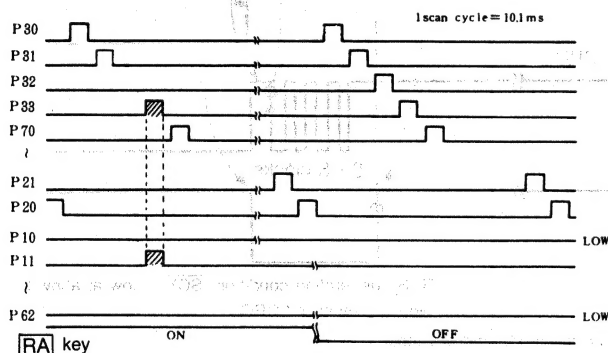 1scan cycle=10.1ms
P30
P31
P32
P33
P70
≀
P21
P20
P10
LOW
P11
≀
P62
LOW
ON
OFF
RA key